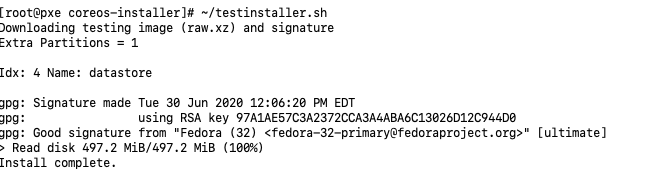 [root@pxe coreos-installer]# ~/testinstaller.sh
Downloading testing image (raw.xz) and signature
Extra Partitions = 1
Idx: 4 Name: datastore
gpg: Signature made Tue 30 Jun 2020 12:06:20 PM EDT
gpg:                using RSA key 97A1AE57C3A2372CCA3A4ABA6C13026D12C944D0
gpg: Good signature from "Fedora (32) <fedora-32-primary@fedoraproject.org>" [ultimate]
> Read disk 497.2 MiB/497.2 MiB (100%)
Install complete.